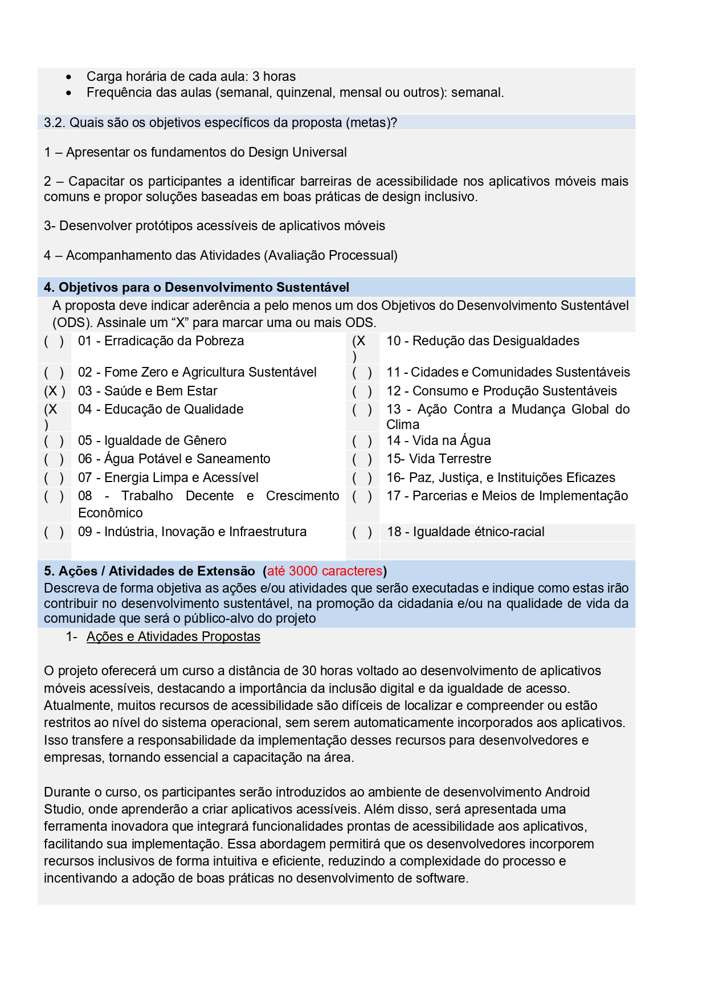 • Carga horária de cada aula: 3 horas
• Frequência das aulas (semanal, quinzenal, mensal ou outros): semanal.
3.2. Quais são os objetivos específicos da proposta (metas)?
1 – Apresentar os fundamentos do Design Universal
2 – Capacitar os participantes a identificar barreiras de acessibilidade nos aplicativos móveis mais
comuns e propor soluções baseadas em boas práticas de design inclusivo.
3- Desenvolver protótipos acessíveis de aplicativos móveis
4 – Acompanhamento das Atividades (Avaliação Processual)
4. Objetivos para o Desenvolvimento Sustentável
A proposta deve indicar aderência a pelo menos um dos Objetivos do Desenvolvimento Sustentável
(ODS). Assinale um “X” para marcar uma ou mais ODS.
( ) 01 - Erradicação da Pobreza (X 10 - Redução das Desigualdades
)
( ) 02 - Fome Zero e Agricultura Sustentável ( ) 11 - Cidades e Comunidades Sustentáveis
(X ) 03 - Saúde e Bem Estar ( ) 12 - Consumo e Produção Sustentáveis
(X 04 - Educação de Qualidade ( ) 13 - Ação Contra a Mudança Global do
) Clima
( ) 05 - Igualdade de Gênero ( ) 14 - Vida na Água
( ) 06 - Água Potável e Saneamento ( ) 15- Vida Terrestre
( ) 07 - Energia Limpa e Acessível ( ) 16- Paz, Justiça, e Instituições Eficazes
( ) 08 - Trabalho Decente e Crescimento ( ) 17 - Parcerias e Meios de Implementação
Econômico
( ) 09 - Indústria, Inovação e Infraestrutura ( ) 18 - Igualdade étnico-racial
5. Ações / Atividades de Extensão (até 3000 caracteres)
Descreva de forma objetiva as ações e/ou atividades que serão executadas e indique como estas irão
contribuir no desenvolvimento sustentável, na promoção da cidadania e/ou na qualidade de vida da
comunidade que será o público-alvo do projeto
1- Ações e Atividades Propostas
O projeto oferecerá um curso a distância de 30 horas voltado ao desenvolvimento de aplicativos
móveis acessíveis, destacando a importância da inclusão digital e da igualdade de acesso.
Atualmente, muitos recursos de acessibilidade são difíceis de localizar e compreender ou estão
restritos ao nível do sistema operacional, sem serem automaticamente incorporados aos aplicativos.
Isso transfere a responsabilidade da implementação desses recursos para desenvolvedores e
empresas, tornando essencial a capacitação na área.
Durante o curso, os participantes serão introduzidos ao ambiente de desenvolvimento Android
Studio, onde aprenderão a criar aplicativos acessíveis. Além disso, será apresentada uma
ferramenta inovadora que integrará funcionalidades prontas de acessibilidade aos aplicativos,
facilitando sua implementação. Essa abordagem permitirá que os desenvolvedores incorporem
recursos inclusivos de forma intuitiva e eficiente, reduzindo a complexidade do processo e
incentivando a adoção de boas práticas no desenvolvimento de software.